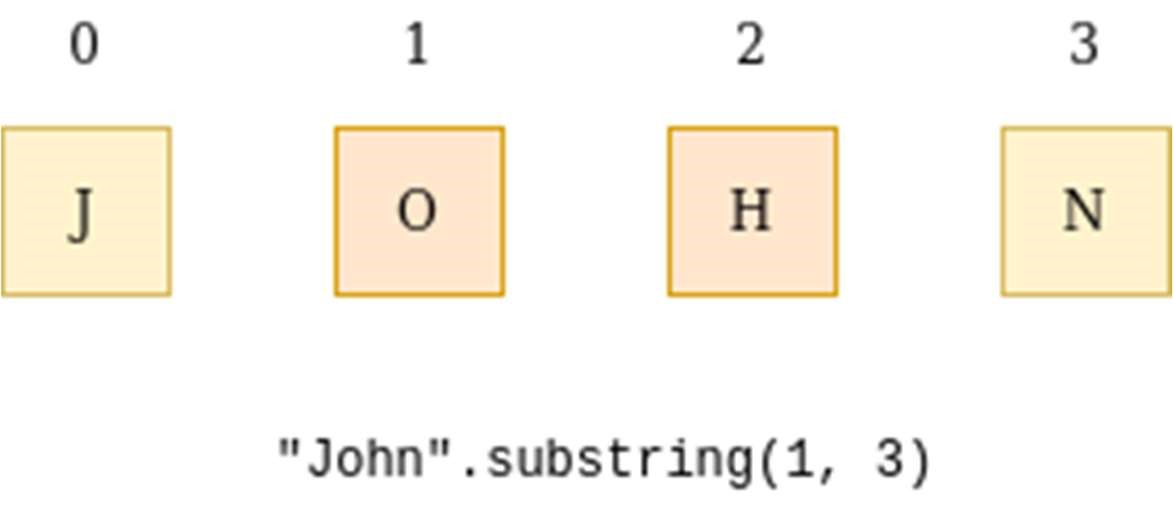 0 1 2 3
J O H N
"John".substring(1, 3)